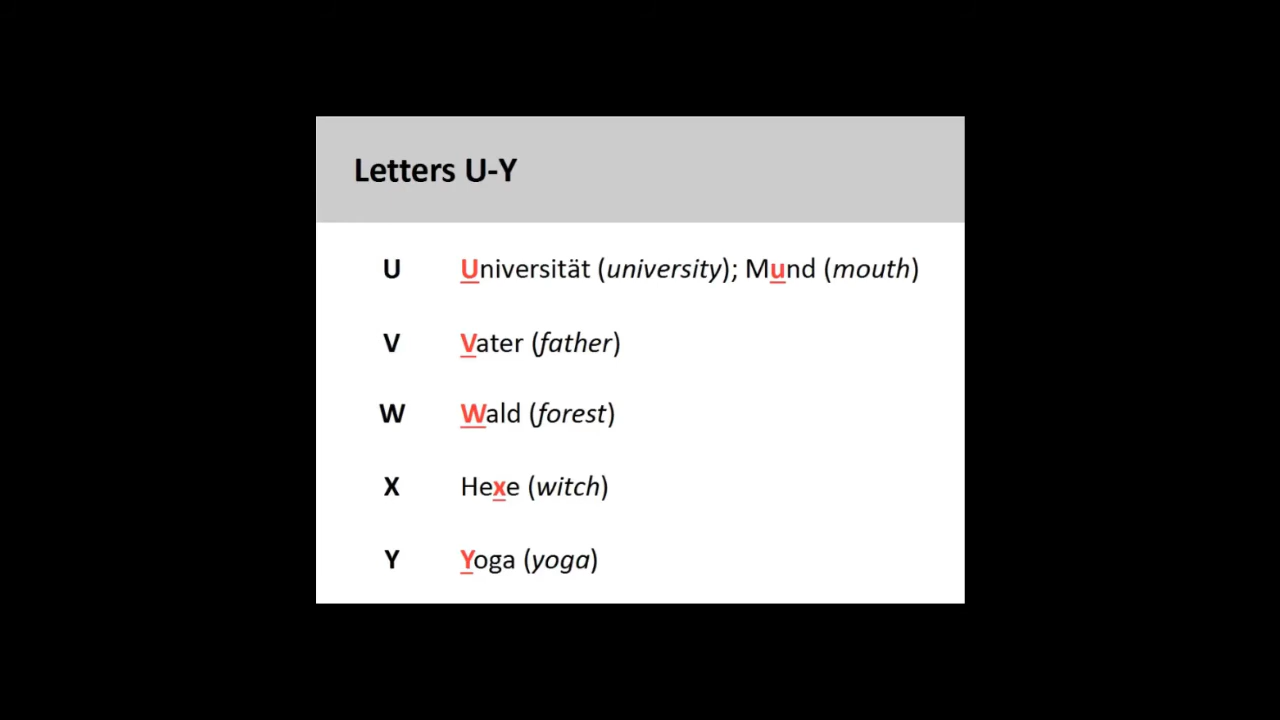 Letters U-Y
U Universität (university); Mund (mouth)
V Vater (father)
W Wald (forest)
X Hexe (witch)
Y Yoga (yoga)